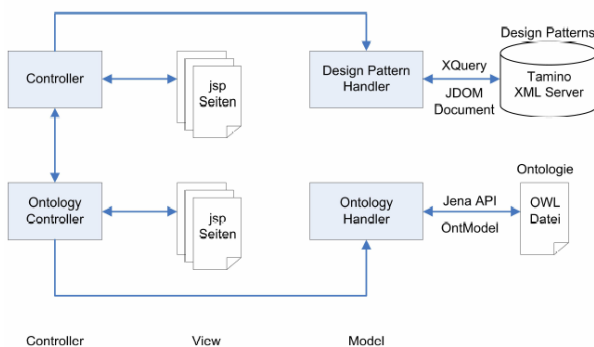 Design Patterns
Controller
jsp
Seiten
Design Pattern
Handler
XQuery
JDOM
Document
Tamino
XML Server
Ontologie
Ontology
Controller
jsp
Seiten
Ontology
Handler
Jena API
OntModel
OWL
Datei
Controller
View
Model